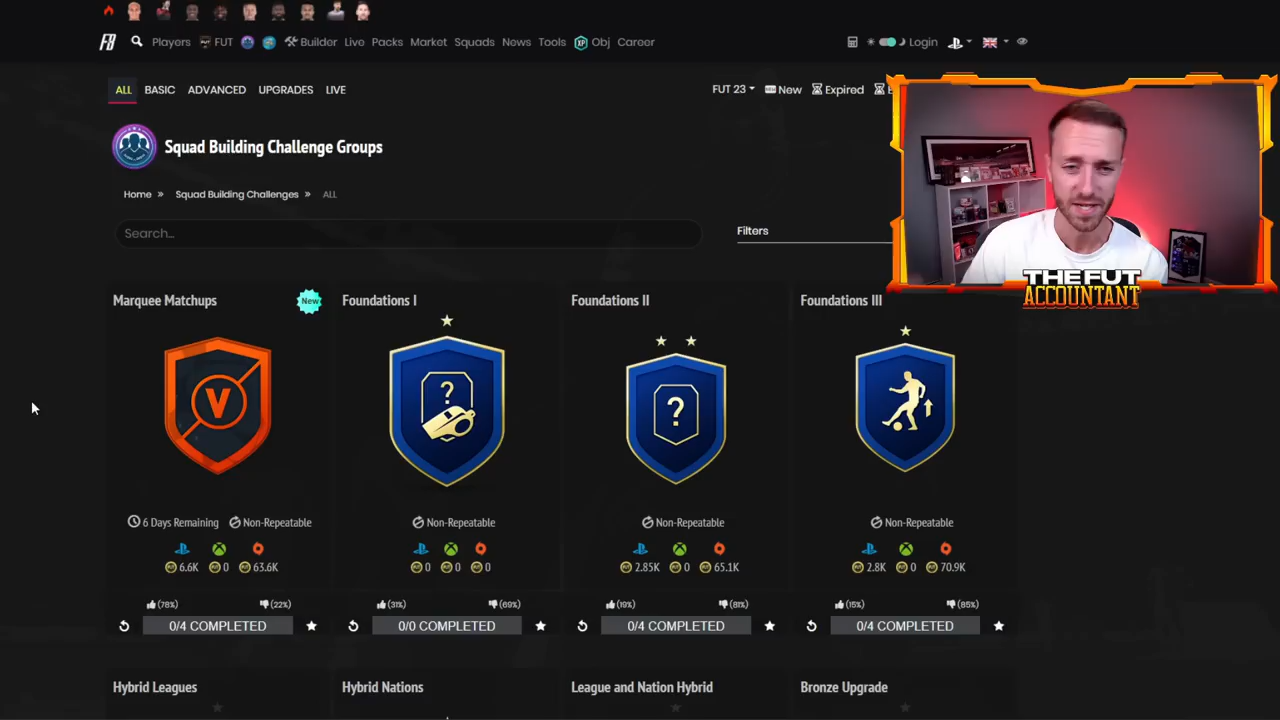 F8 Players FUT Builder Live Packs Market Squads News Tools XP Obj Career Login
ALL BASIC ADVANCED UPGRADES LIVE FUT 23 New Expired
Squad Building Challenge Groups
Home » Squad Building Challenges » ALL
Search...
Filters
THE FUT
ACCOUNTANT
Marquee Matchups New Foundations I Foundations II Foundations III
V ? ?
6 Days Remaining Non-Repeatable Non-Repeatable Non-Repeatable Non-Repeatable
6.6K 0 63.6K 0 0 0 2.85K 0 65.1K 2.8K 0 70.9K
(78%) (22%) (31%) (69%) (19%) (81%) (15%) (85%)
0/4 COMPLETED 0/0 COMPLETED 0/4 COMPLETED 0/4 COMPLETED
Hybrid Leagues Hybrid Nations League and Nation Hybrid Bronze Upgrade